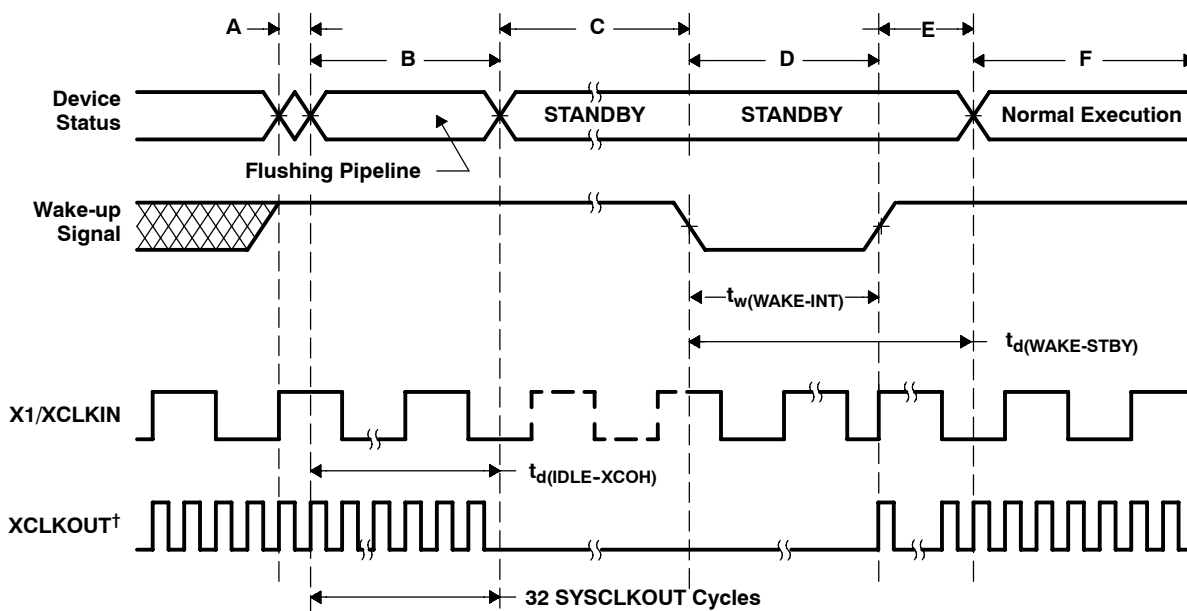 A
B
C
D
E
F
Device
Status
STANDBY
STANDBY
Normal Execution
Flushing Pipeline
Wake-up
Signal
tw(WAKE-INT)
td(WAKE-STBY)
X1/XCLKIN
td(IDLE-XCOH)
XCLKOUT†
32 SYSCLKOUT Cycles